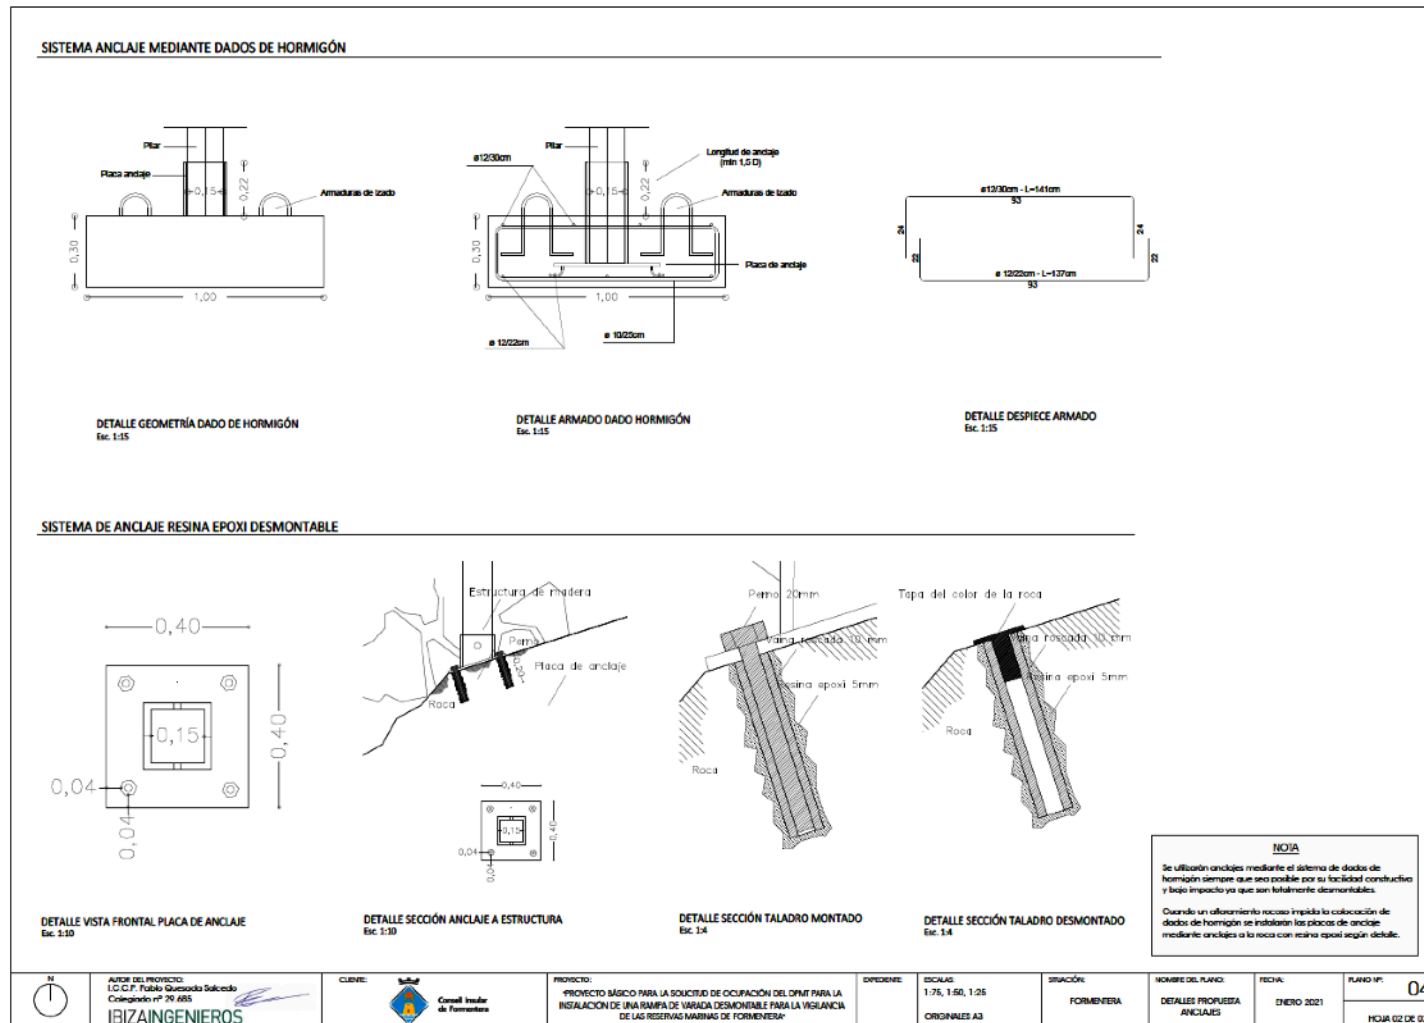 SISTEMA ANCLAJE MEDIANTE DADOS DE HORMIGÓN
Pilar
Placa anclaje
0,15
0,22
Armaduras de izado
0,30
1,00
DETALLE GEOMETRÍA DADO DE HORMIGÓN
Esc. 1:15
ø12/30cm
Pilar
Longitud de anclaje
(min 1,5 D)
0,15
0,22
Armaduras de izado
0,30
Placa de anclaje
1,00
ø 12/22cm
ø 10/25cm
DETALLE ARMADO DADO HORMIGÓN
Esc. 1:15
ø12/30cm - L=141cm
93
24
24
22
22
ø 12/22cm - L=137cm
93
DETALLE DESPIECE ARMADO
Esc. 1:15
SISTEMA DE ANCLAJE RESINA EPOXI DESMONTABLE
0,40
0,40
0,15
0,04
0,04
DETALLE VISTA FRONTAL PLACA DE ANCLAJE
Esc. 1:10
Estructura de madera
Perno
0,20
Placa de anclaje
Roca
0,40
0,40
0,15
0,04
0,04
DETALLE SECCIÓN ANCLAJE A ESTRUCTURA
Esc. 1:10
Perno 20mm
Vaina roscada 10 mm
Resina epoxi 5mm
Roca
DETALLE SECCIÓN TALADRO MONTADO
Esc. 1:4
Tapa del color de la roca
Vaina roscada 10 mm
Resina epoxi 5mm
Roca
DETALLE SECCIÓN TALADRO DESMONTADO
Esc. 1:4
NOTA
Se utilizarán anclajes mediante el sistema de dados de
hormigón siempre que sea posible por su facilidad constructiva
y bajo impacto ya que son totalmente desmontables.
Cuando un afloramiento rocoso impida la colocación de
dados de hormigón se instalarán las placas de anclaje
mediante anclajes a la roca con resina epoxi según detalle.
N
AUTOR DEL PROYECTO:
I.C.C.P. Pablo Quesada Salcedo
Colegiado nº 29.685
IBIZAINGENIEROS
CLIENTE:
Consell Insular
de Formentera
PROYECTO:
"PROYECTO BÁSICO PARA LA SOLICITUD DE OCUPACIÓN DEL DPMT PARA LA
INSTALACIÓN DE UNA RAMPA DE VARADA DESMONTABLE PARA LA VIGILANCIA
DE LAS RESERVAS MARINAS DE FORMENTERA"
EXPEDIENTE:
ESCALAS:
1:75, 1:50, 1:25
ORIGINALES A3
SITUACIÓN:
FORMENTERA
NOMBRE DEL PLANO:
DETALLES PROPUESTA
ANCLAJES
FECHA:
ENERO 2021
PLANO Nº:
04
HOJA 02 DE